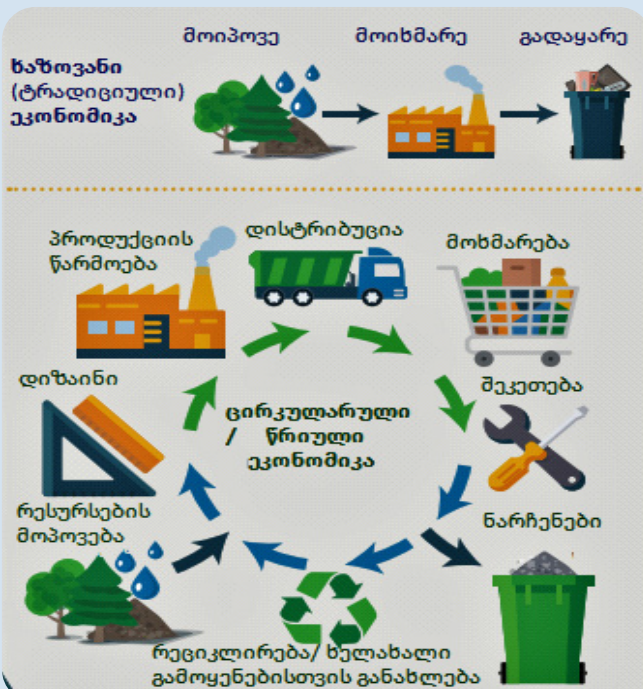 მოიპოვე მოიხმარე გადაყარე
ხაზოვანი
(ტრადიციული)
ეკონომიკა
დისტრიბუცია
პროდუქციის
წარმოება
მოხმარება
დიზაინი
შეკეთება
ცირკულარული
/ წრიული
ეკონომიკა
რესურსების
მოპოვება
ნარჩენები
რეციკლირება/ ხელახალი
გამოყენებისთვის განახლება